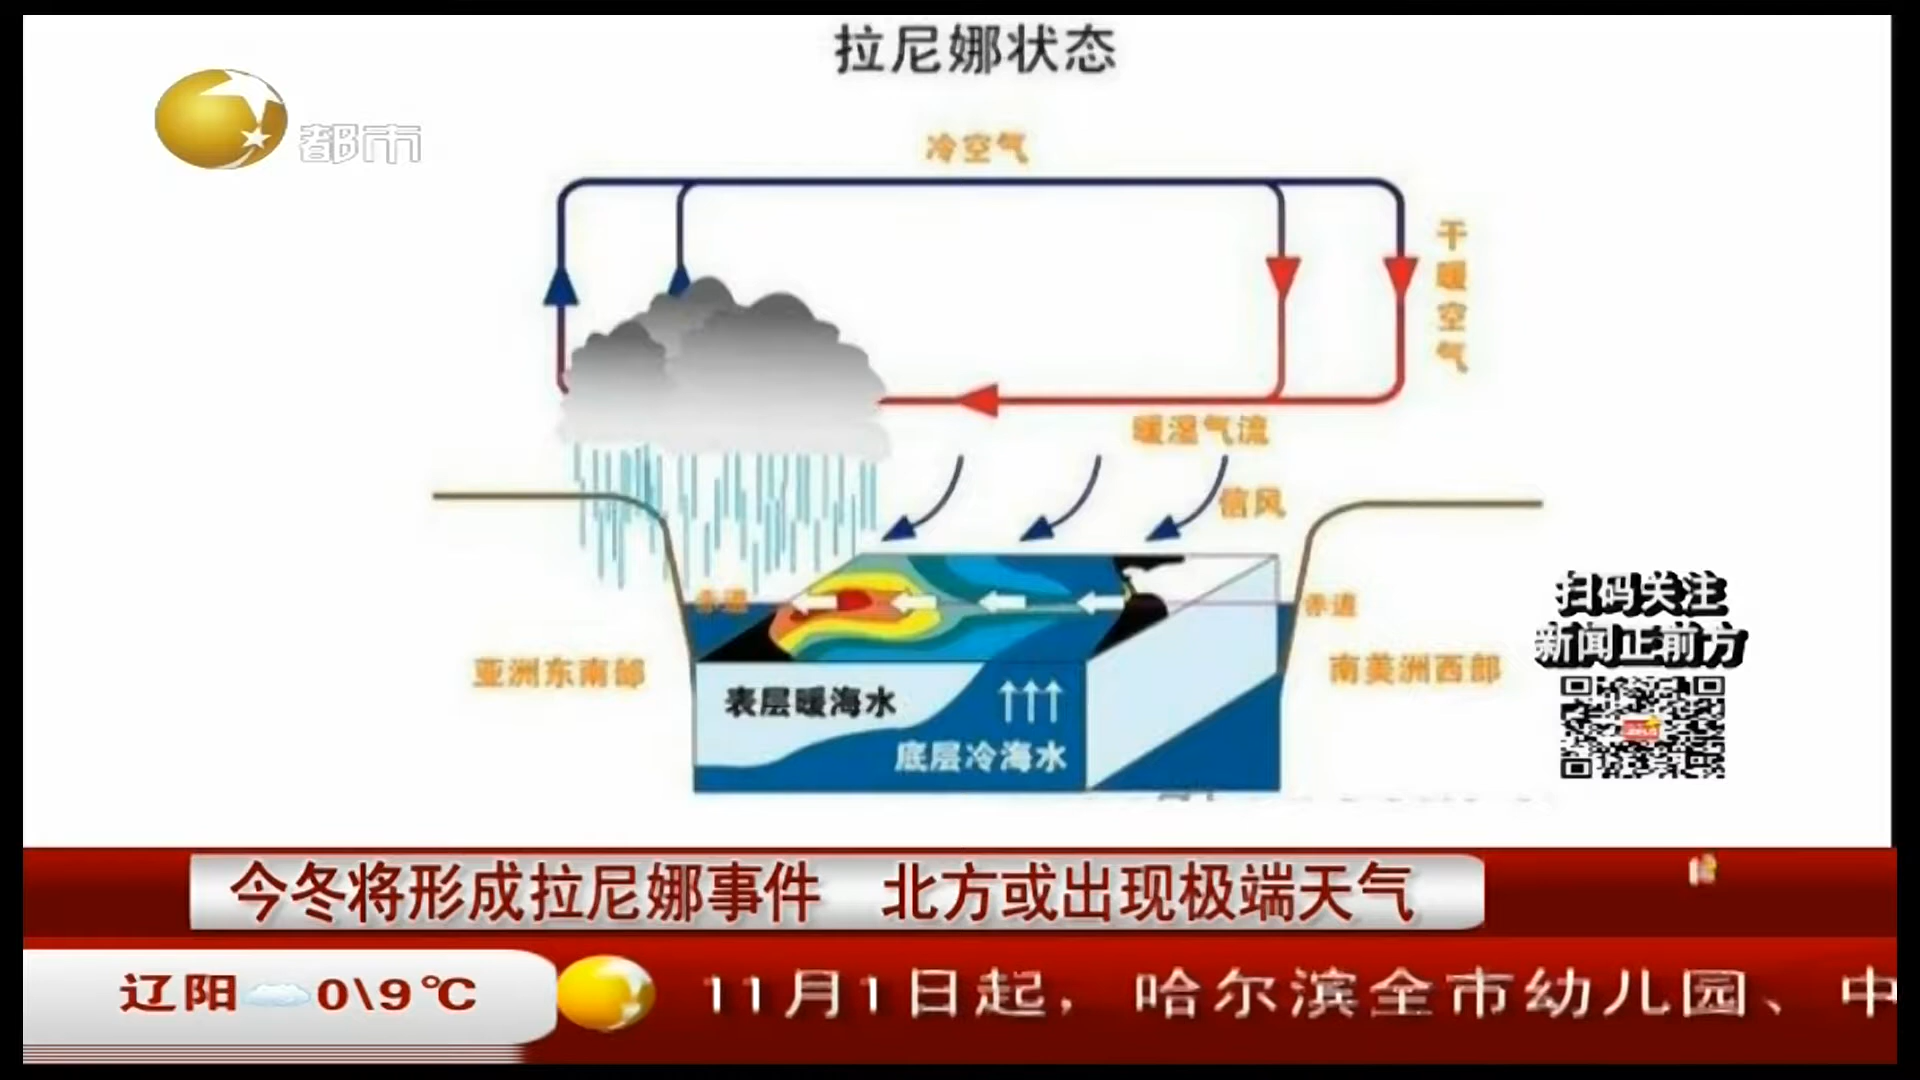 拉尼娜状态
都市
冷空气
干暖空气
暖湿气流
信风
赤道
赤道
亚洲东南部
南美洲西部
表层暖海水
底层冷海水
扫码关注
新闻正前方
今冬将形成拉尼娜事件 北方或出现极端天气
辽阳 0\9℃
11月1日起，哈尔滨全市幼儿园、中